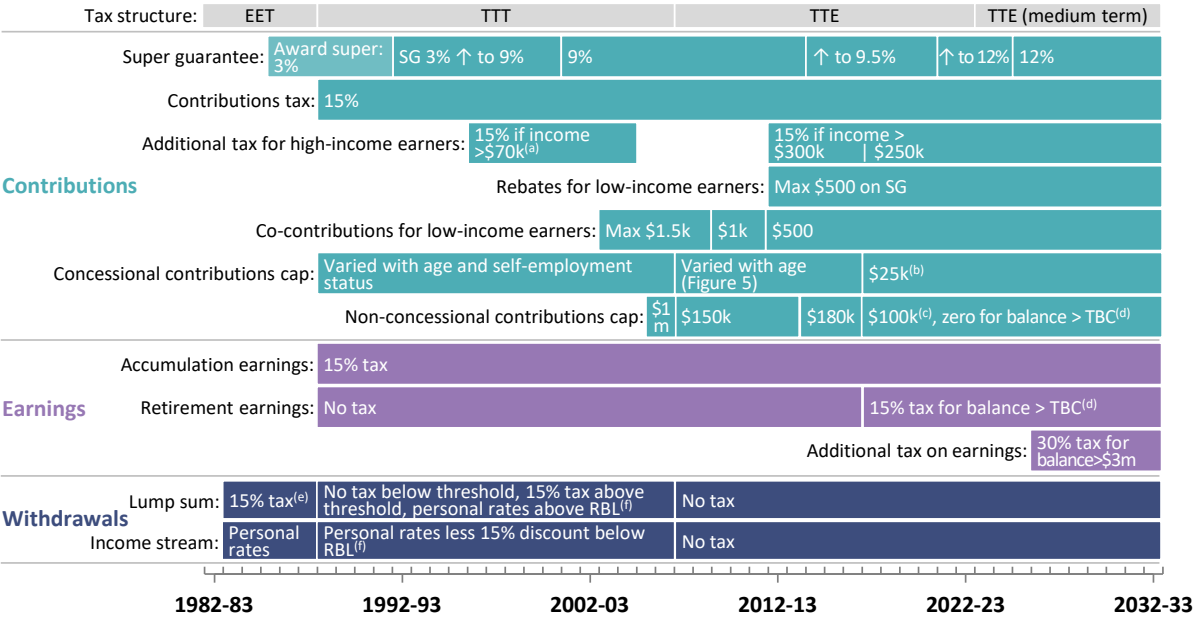 Tax structure: EET TTT TTE TTE (medium term)
Super guarantee: Award super: 3% SG 3% ↑ to 9% 9% ↑ to 9.5% ↑ to 12% 12%
Contributions tax: 15%
Additional tax for high-income earners: 15% if income >$70k(a) 15% if income > $300k | $250k
Contributions
Rebates for low-income earners: Max $500 on SG
Co-contributions for low-income earners: Max $1.5k $1k $500
Concessional contributions cap: Varied with age and self-employment status Varied with age (Figure 5) $25k(b)
Non-concessional contributions cap: $1m $150k $180k $100k(c), zero for balance > TBC(d)
Accumulation earnings: 15% tax
Earnings
Retirement earnings: No tax 15% tax for balance > TBC(d)
Additional tax on earnings: 30% tax for balance>$3m
Withdrawals
Lump sum: 15% tax(e) No tax below threshold, 15% tax above threshold, personal rates above RBL(f) No tax
Income stream: Personal rates Personal rates less 15% discount below RBL(f) No tax
1982-83 1992-93 2002-03 2012-13 2022-23 2032-33